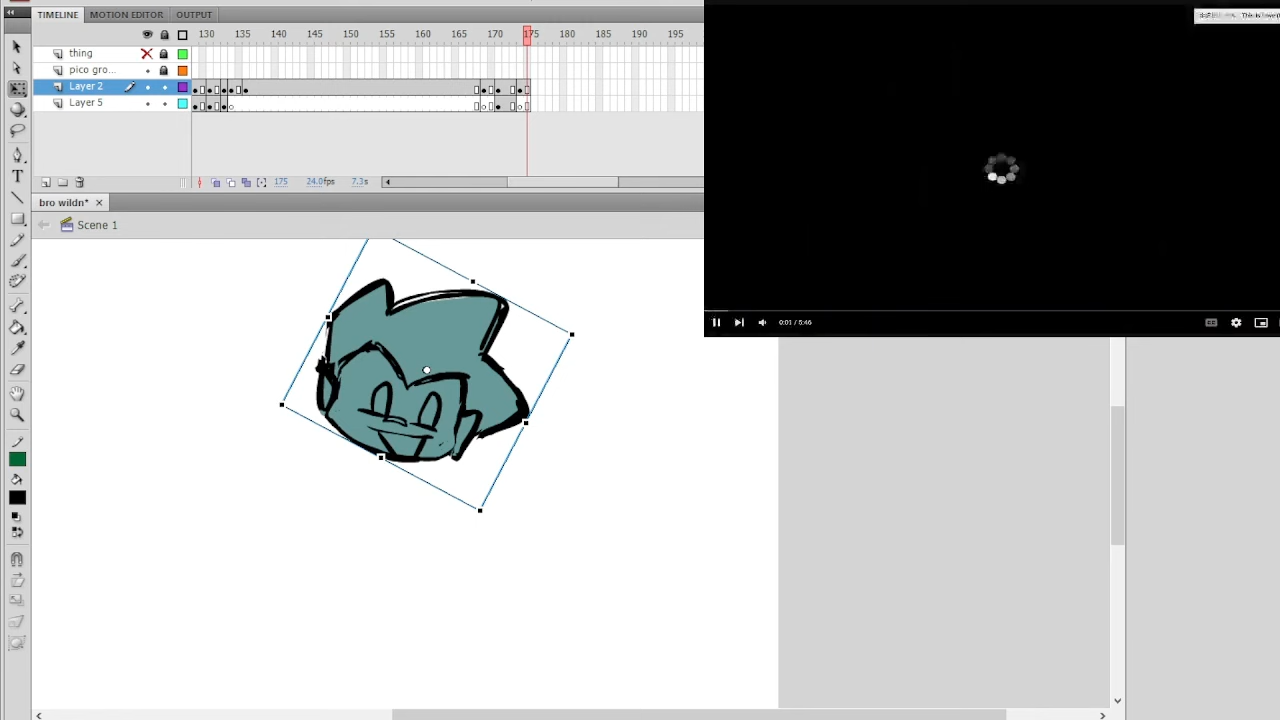 TIMELINE MOTION EDITOR OUTPUT
130 135 140 145 150 155 160 165 170 175 180 185 190 195
thing
pico gro...
Layer 2
Layer 5
175 24.0fps 7.3s
bro wildn* ×
Scene 1
This is
0:01 / 5:46